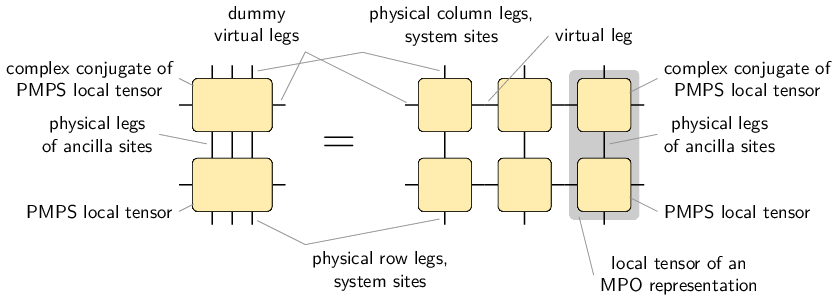 dummy
virtual legs
physical column legs,
system sites
virtual leg
complex conjugate of
PMPS local tensor
complex conjugate of
PMPS local tensor
physical legs
of ancilla sites
=
physical legs
of ancilla sites
PMPS local tensor
PMPS local tensor
physical row legs,
system sites
local tensor of an
MPO representation